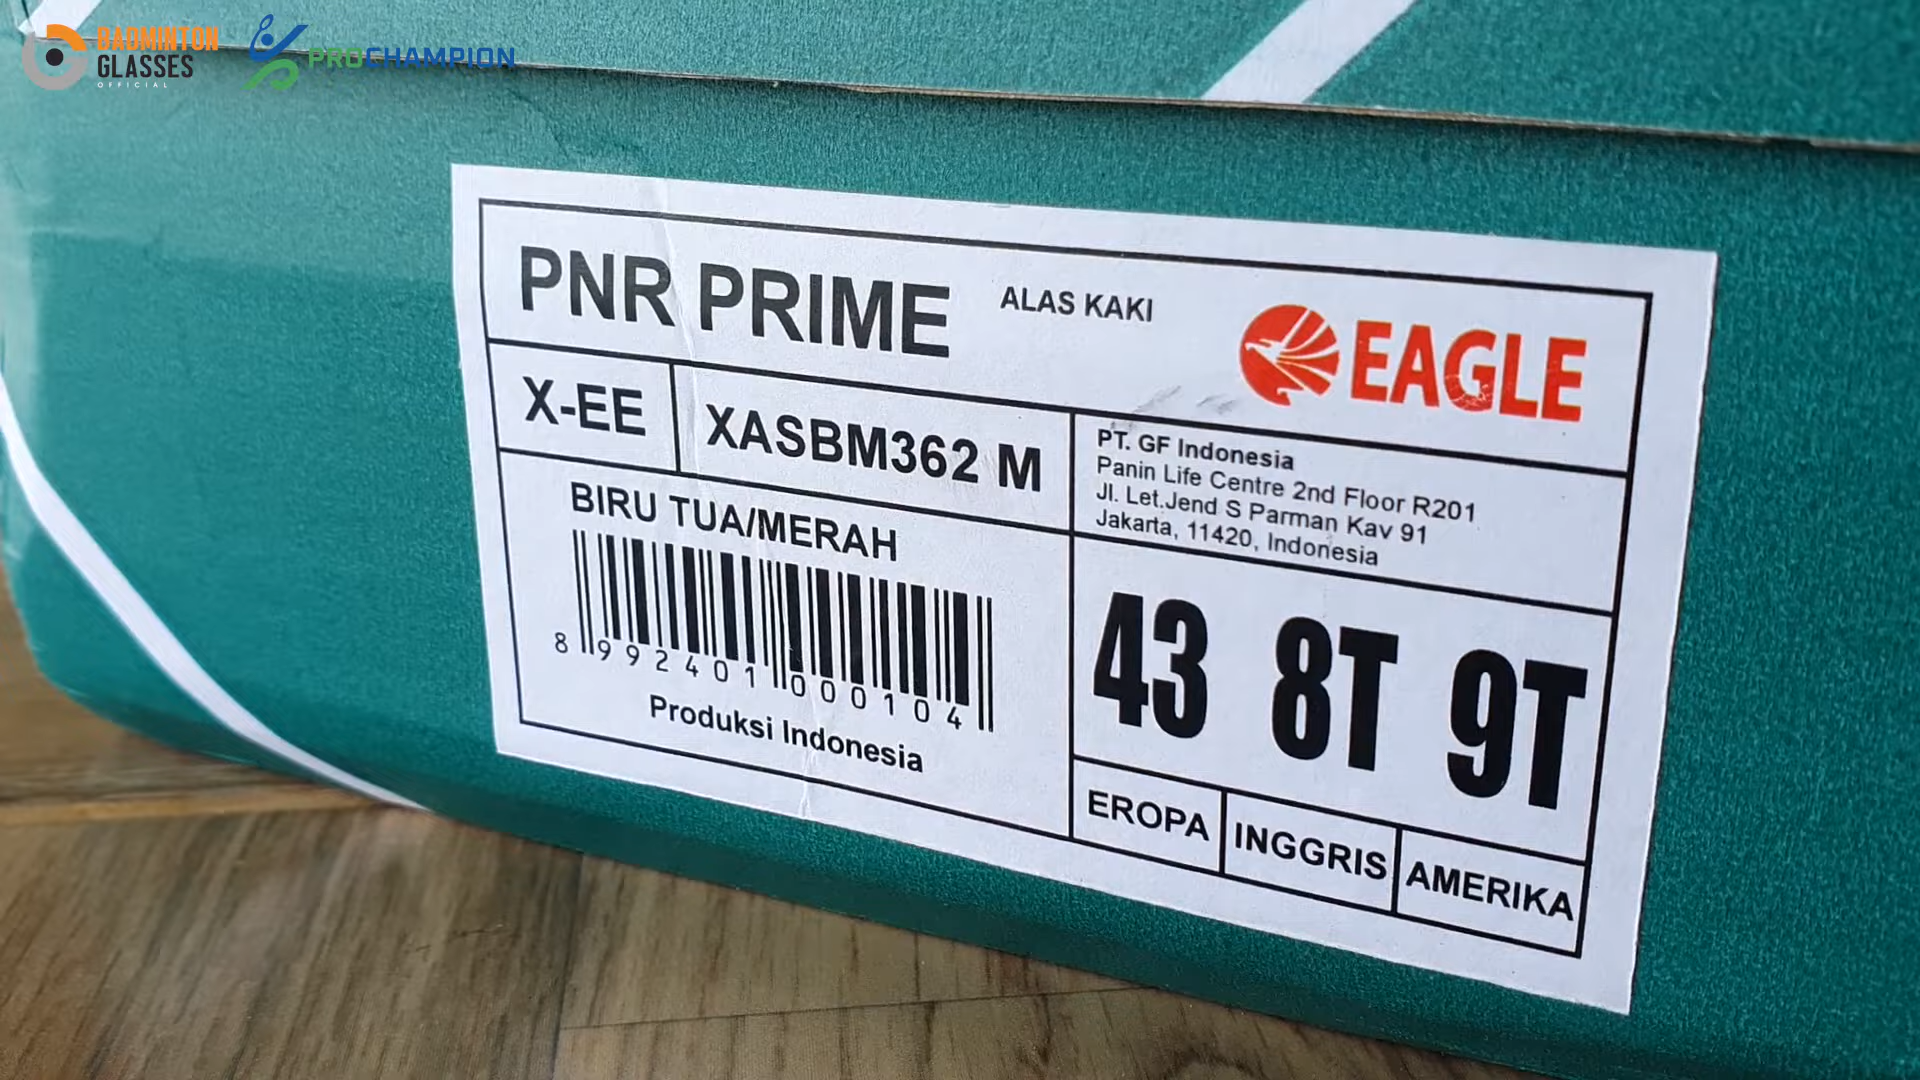 BADMINTON
GLASSES
OFFICIAL
PROCHAMPION
PNR PRIME
ALAS KAKI
EAGLE
X-EE
XASBM362 M
PT. GF Indonesia
Panin Life Centre 2nd Floor R201
Jl. Let.Jend S Parman Kav 91
Jakarta, 11420, Indonesia
BIRU TUA/MERAH
8 992401 000104
Produksi Indonesia
43 8T 9T
EROPA INGGRIS AMERIKA